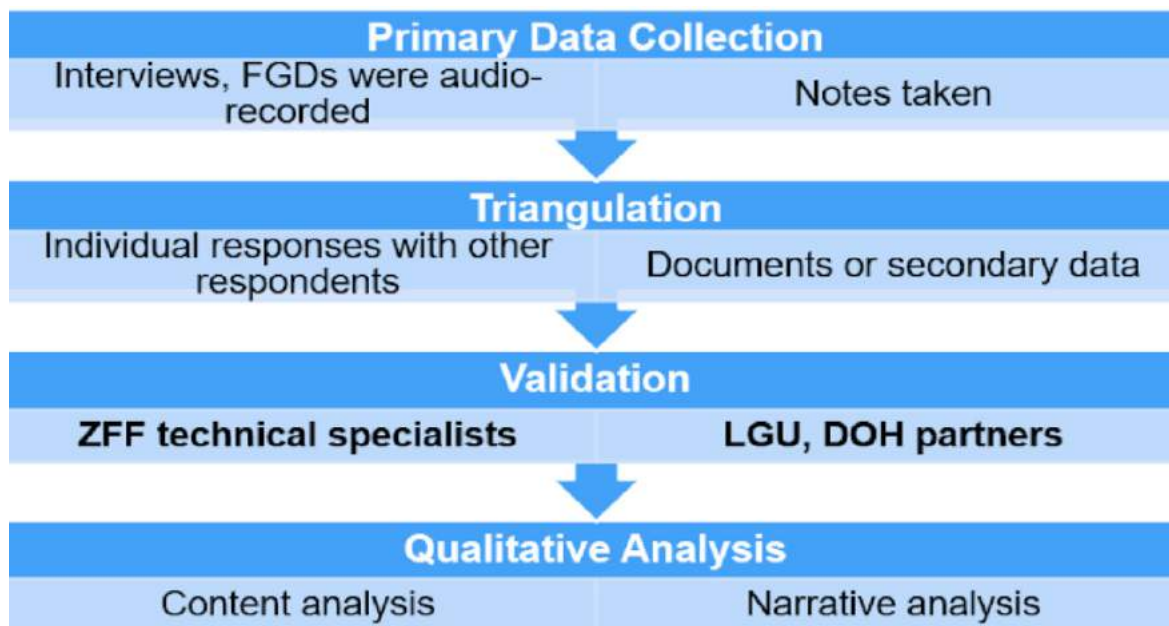 Primary Data Collection
Interviews, FGDs were audio-
recorded
Notes taken
Triangulation
Individual responses with other
respondents
Documents or secondary data
Validation
ZFF technical specialists
LGU, DOH partners
Qualitative Analysis
Content analysis
Narrative analysis